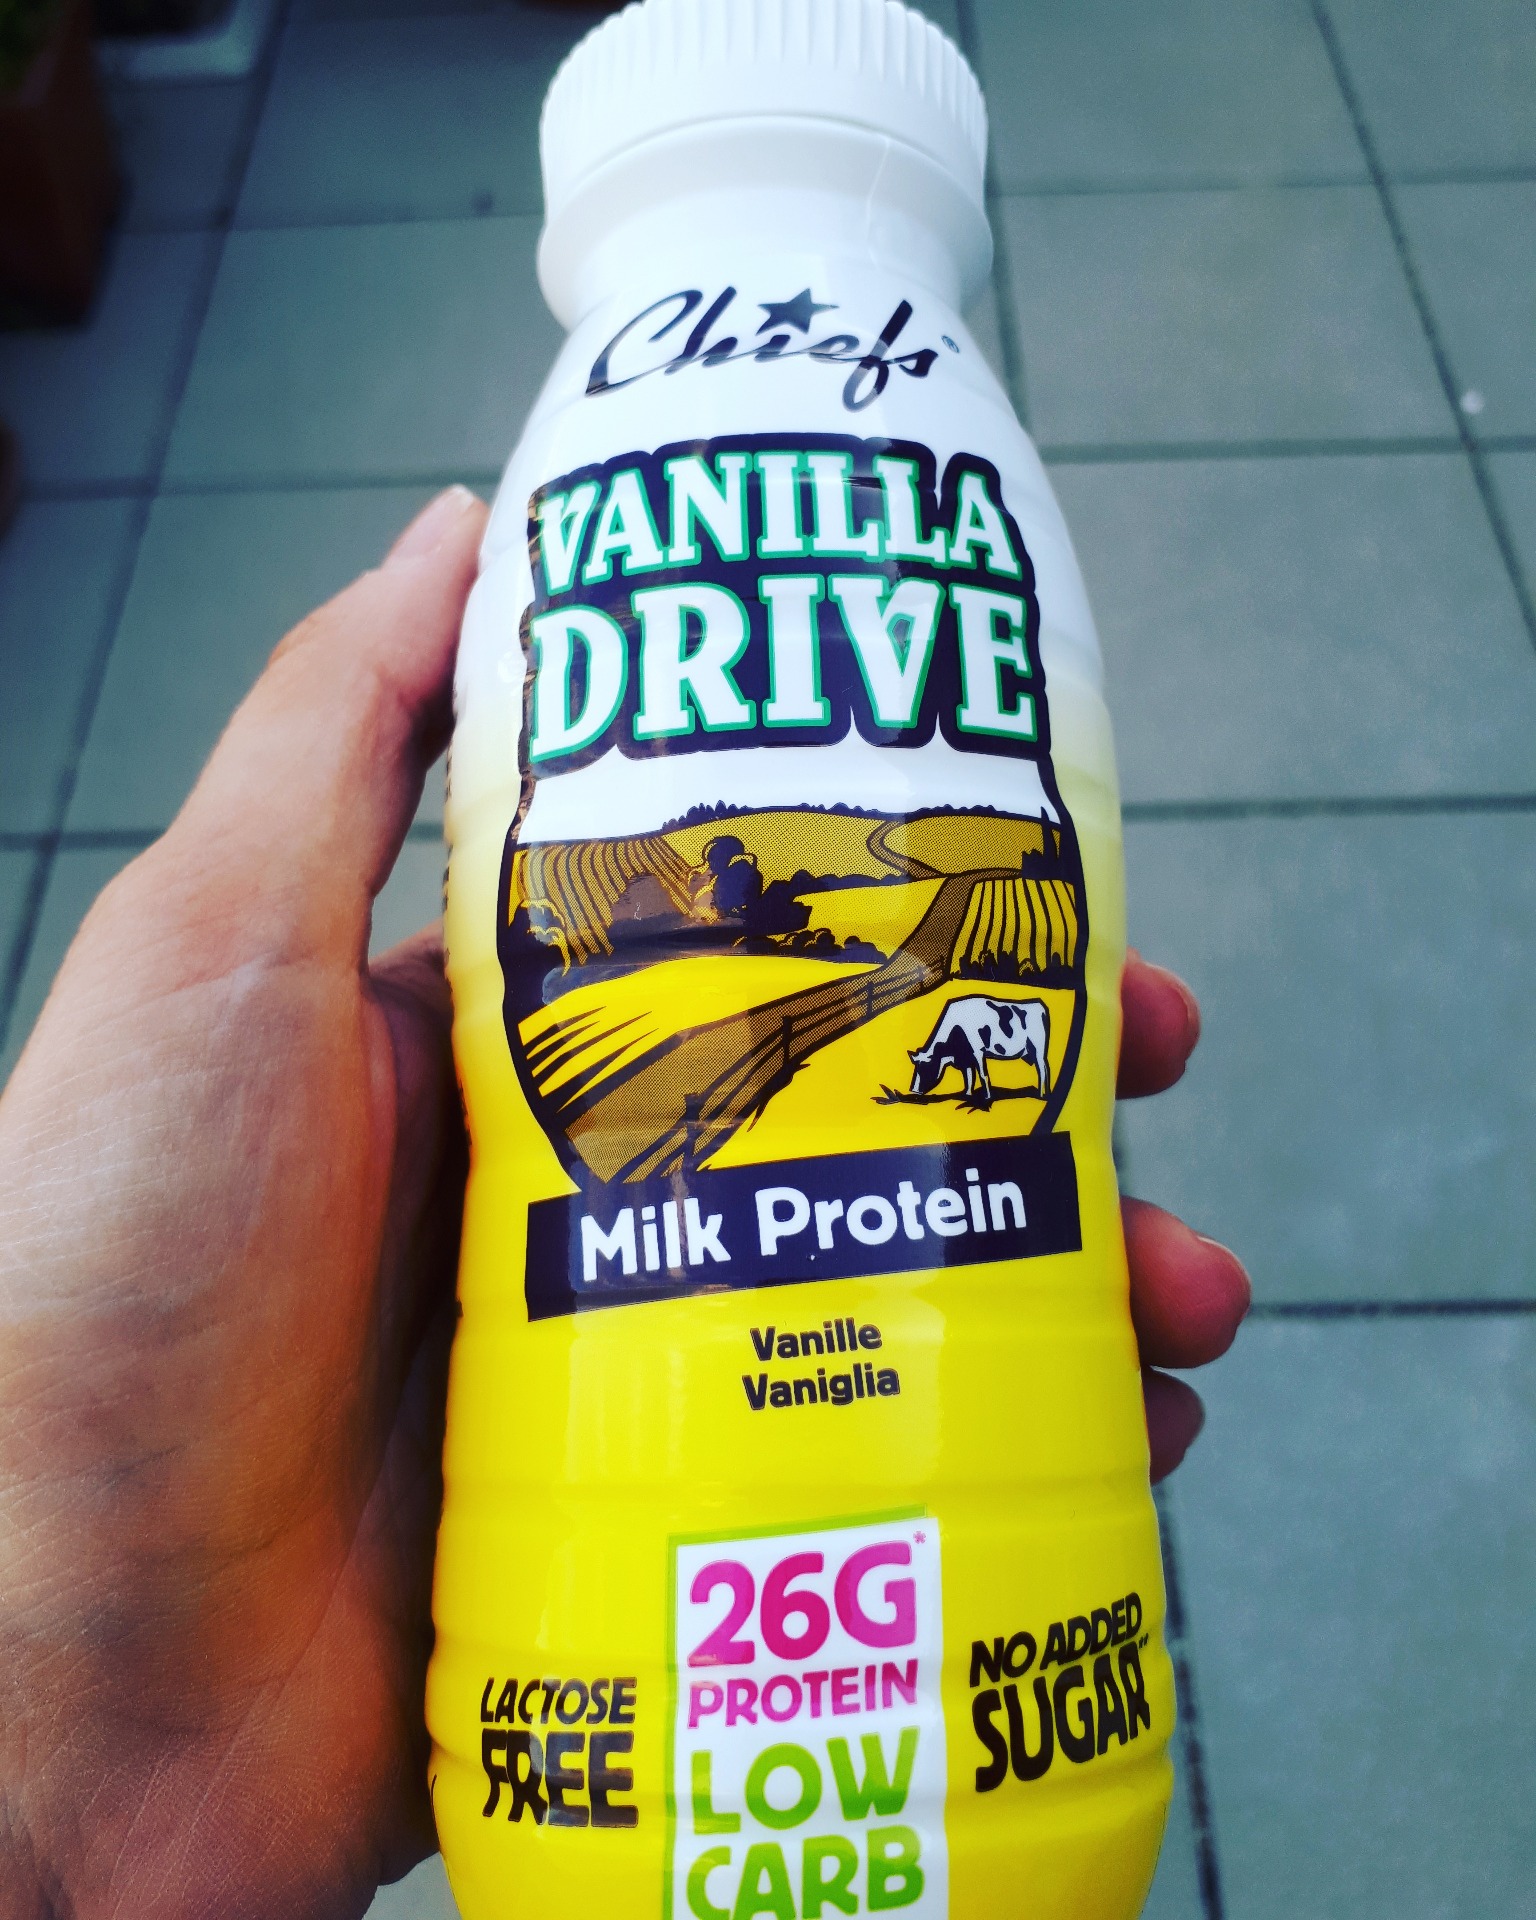 Chiefs®
VANILLA
DRIVE
Milk Protein
Vanille
Vaniglia
26G*
PROTEIN
LOW
CARB
LACTOSE
FREE
NO ADDED
SUGAR**